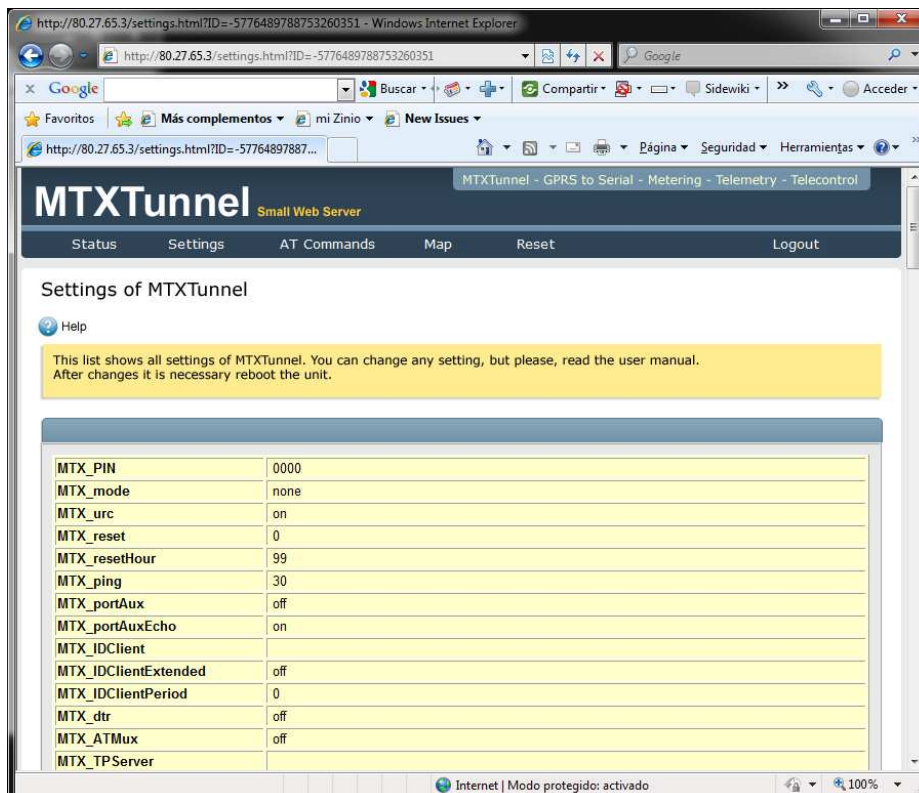 http://80.27.65.3/settings.html?ID=-5776489788753260351 - Windows Internet Explorer
http://80.27.65.3/settings.html?ID=-5776489788753260351 Google
x Google Buscar Compartir Sidewiki » Acceder
Favoritos Más complementos mi Zinio New Issues
http://80.27.65.3/settings.html?ID=-57764897887... Página Seguridad Herramientas »
MTXTunnel - GPRS to Serial - Metering - Telemetry - Telecontrol
MTXTunnel Small Web Server
Status Settings AT Commands Map Reset Logout
Settings of MTXTunnel
Help
This list shows all settings of MTXTunnel. You can change any setting, but please, read the user manual.
After changes it is necessary reboot the unit.
MTX_PIN 0000
MTX_mode none
MTX_urc on
MTX_reset 0
MTX_resetHour 99
MTX_ping 30
MTX_portAux off
MTX_portAuxEcho on
MTX_IDClient
MTX_IDClientExtended off
MTX_IDClientPeriod 0
MTX_dtr off
MTX_ATMux off
MTX_TPServer
Internet | Modo protegido: activado 100%